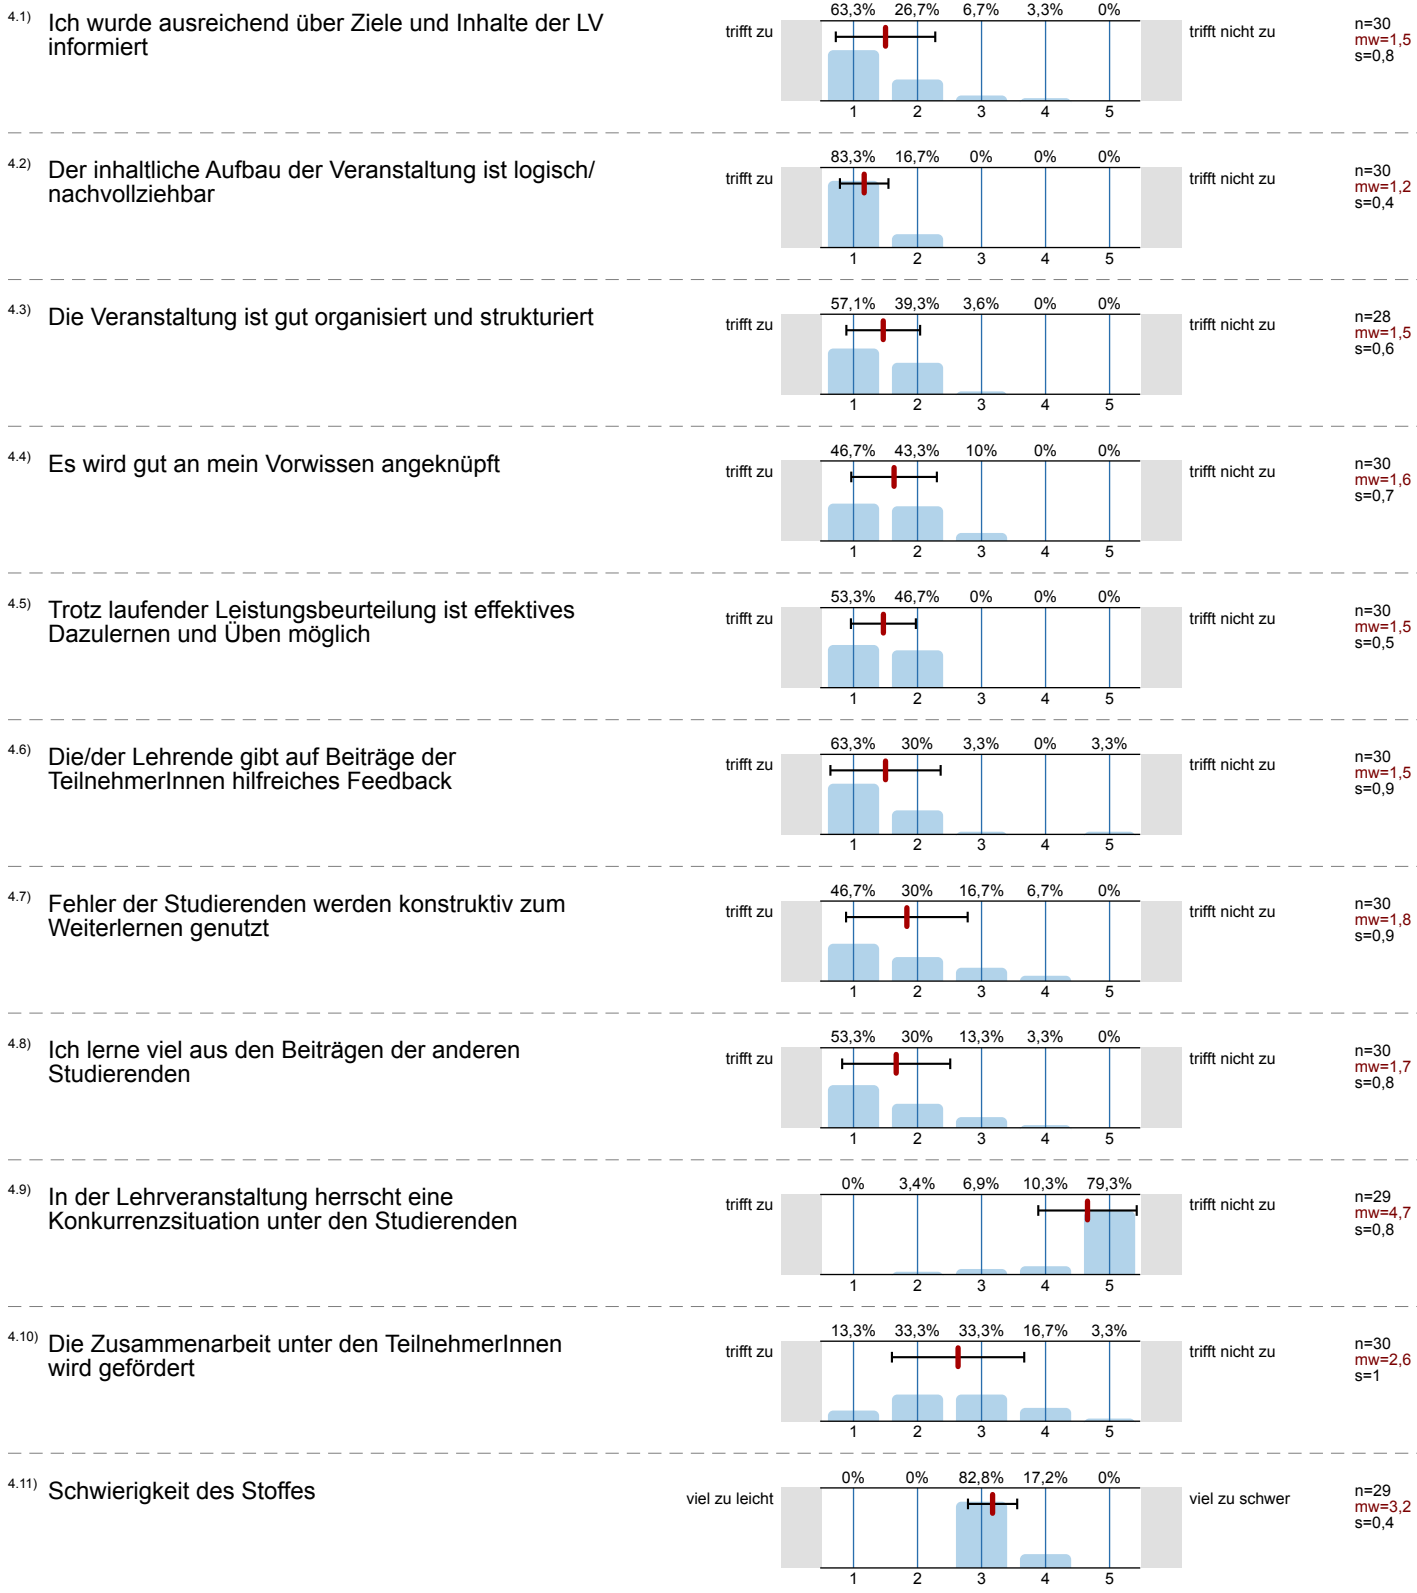 4.1) Ich wurde ausreichend über Ziele und Inhalte der LV
informiert
63,3% 26,7% 6,7% 3,3% 0%
trifft zu
trifft nicht zu
1 2 3 4 5
n=30
mw=1,5
s=0,8
4.2) Der inhaltliche Aufbau der Veranstaltung ist logisch/
nachvollziehbar
83,3% 16,7% 0% 0% 0%
trifft zu
trifft nicht zu
1 2 3 4 5
n=30
mw=1,2
s=0,4
4.3) Die Veranstaltung ist gut organisiert und strukturiert
57,1% 39,3% 3,6% 0% 0%
trifft zu
trifft nicht zu
1 2 3 4 5
n=28
mw=1,5
s=0,6
4.4) Es wird gut an mein Vorwissen angeknüpft
46,7% 43,3% 10% 0% 0%
trifft zu
trifft nicht zu
1 2 3 4 5
n=30
mw=1,6
s=0,7
4.5) Trotz laufender Leistungsbeurteilung ist effektives
Dazulernen und Üben möglich
53,3% 46,7% 0% 0% 0%
trifft zu
trifft nicht zu
1 2 3 4 5
n=30
mw=1,5
s=0,5
4.6) Die/der Lehrende gibt auf Beiträge der
TeilnehmerInnen hilfreiches Feedback
63,3% 30% 3,3% 0% 3,3%
trifft zu
trifft nicht zu
1 2 3 4 5
n=30
mw=1,5
s=0,9
4.7) Fehler der Studierenden werden konstruktiv zum
Weiterlernen genutzt
46,7% 30% 16,7% 6,7% 0%
trifft zu
trifft nicht zu
1 2 3 4 5
n=30
mw=1,8
s=0,9
4.8) Ich lerne viel aus den Beiträgen der anderen
Studierenden
53,3% 30% 13,3% 3,3% 0%
trifft zu
trifft nicht zu
1 2 3 4 5
n=30
mw=1,7
s=0,8
4.9) In der Lehrveranstaltung herrscht eine
Konkurrenzsituation unter den Studierenden
0% 3,4% 6,9% 10,3% 79,3%
trifft zu
trifft nicht zu
1 2 3 4 5
n=29
mw=4,7
s=0,8
4.10) Die Zusammenarbeit unter den TeilnehmerInnen
wird gefördert
13,3% 33,3% 33,3% 16,7% 3,3%
trifft zu
trifft nicht zu
1 2 3 4 5
n=30
mw=2,6
s=1
4.11) Schwierigkeit des Stoffes
0% 0% 82,8% 17,2% 0%
viel zu leicht
viel zu schwer
1 2 3 4 5
n=29
mw=3,2
s=0,4